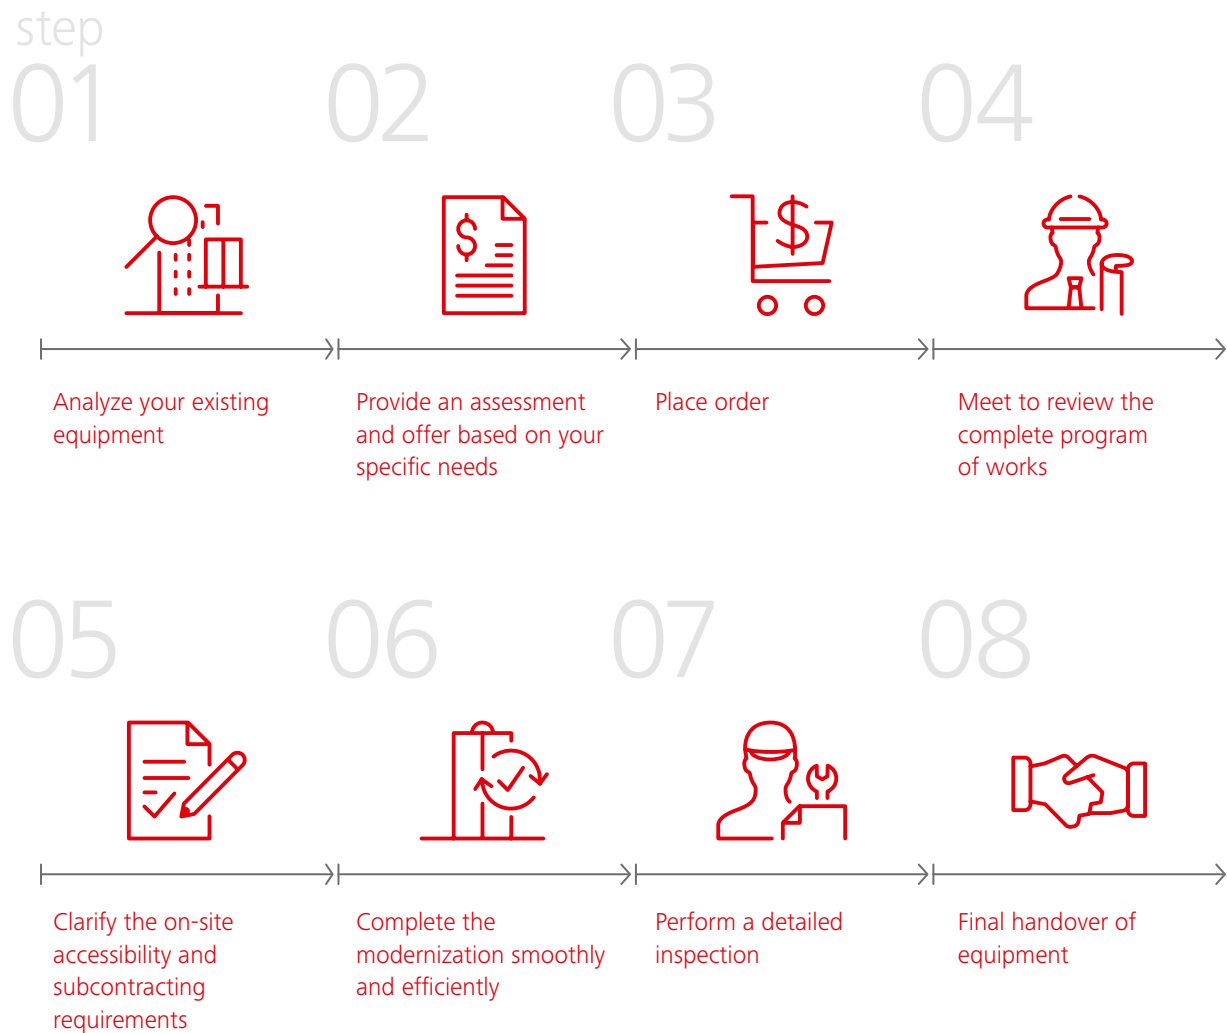 step
01
02
03
04
Analyze your existing
equipment
Provide an assessment
and offer based on your
specific needs
Place order
Meet to review the
complete program
of works
05
06
07
08
Clarify the on-site
accessibility and
subcontracting
requirements
Complete the
modernization smoothly
and efficiently
Perform a detailed
inspection
Final handover of
equipment